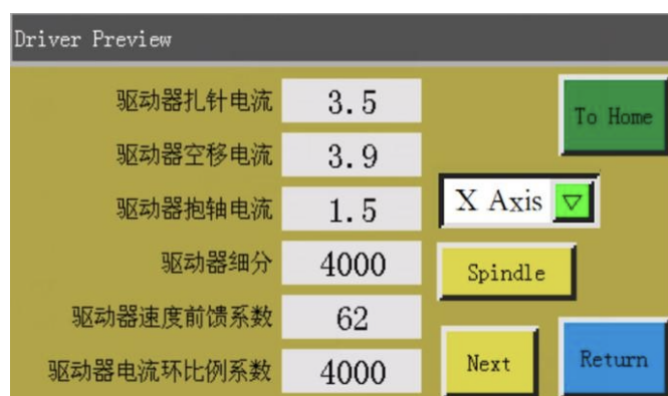 Driver Preview
驱动器扎针电流 3.5
To Home
驱动器空移电流 3.9
驱动器抱轴电流 1.5
X Axis
驱动器细分 4000
Spindle
驱动器速度前馈系数 62
驱动器电流环比例系数 4000
Next
Return